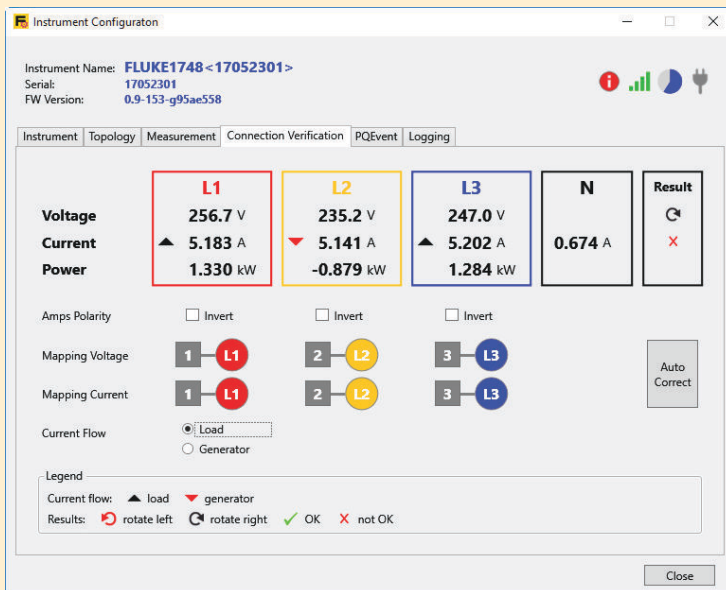 Instrument Configuraton
Instrument Name: FLUKE1748<17052301>
Serial: 17052301
FW Version: 0.9-153-g95ae558
Instrument Topology Measurement Connection Verification PQEvent Logging
L1 L2 L3 N Result
Voltage 256.7 V 235.2 V 247.0 V
Current 5.183 A 5.141 A 5.202 A 0.674 A
Power 1.330 kW -0.879 kW 1.284 kW
Amps Polarity Invert Invert Invert
Mapping Voltage 1 L1 2 L2 3 L3
Mapping Current 1 L1 2 L2 3 L3
Auto
Correct
Current Flow Load
Generator
Legend
Current flow: load generator
Results: rotate left rotate right OK not OK
Close